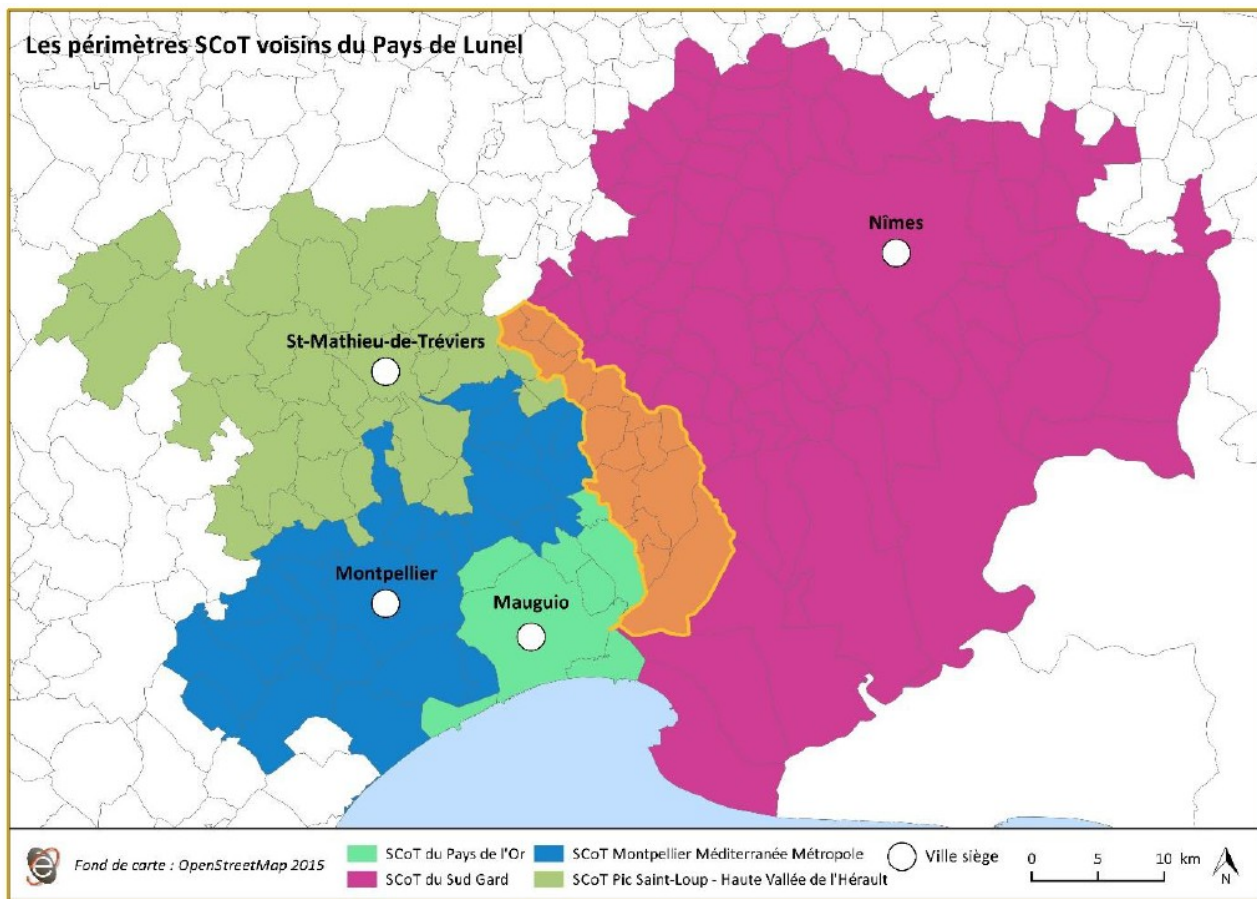 Les périmètres SCoT voisins du Pays de Lunel
Nîmes
St-Mathieu-de-Tréviers
Montpellier
Mauguio
Fond de carte : OpenStreetMap 2015
SCoT du Pays de l'Or
SCoT Montpellier Méditerranée Métropole
Ville siège
0 5 10 km
SCoT du Sud Gard
SCoT Pic Saint-Loup - Haute Vallée de l'Hérault
N